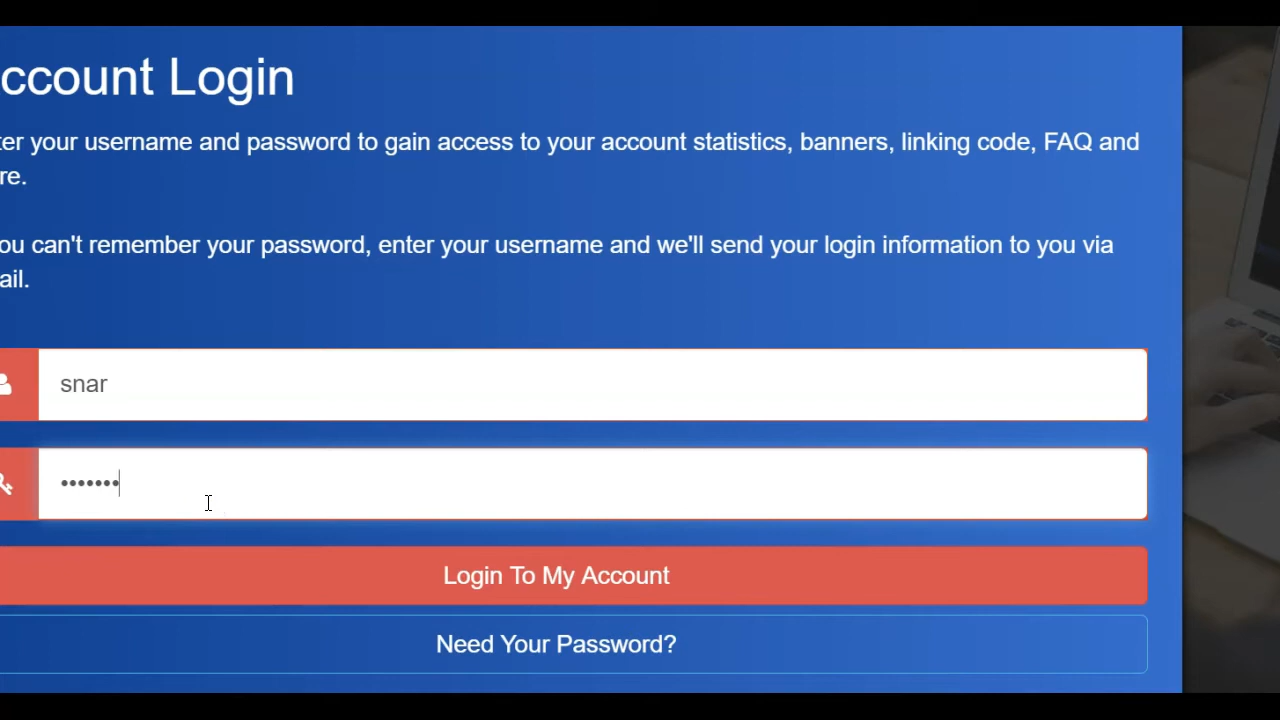 ccount Login
ter your username and password to gain access to your account statistics, banners, linking code, FAQ and
re.
ou can't remember your password, enter your username and we'll send your login information to you via
ail.
snar
•••••••
Login To My Account
Need Your Password?